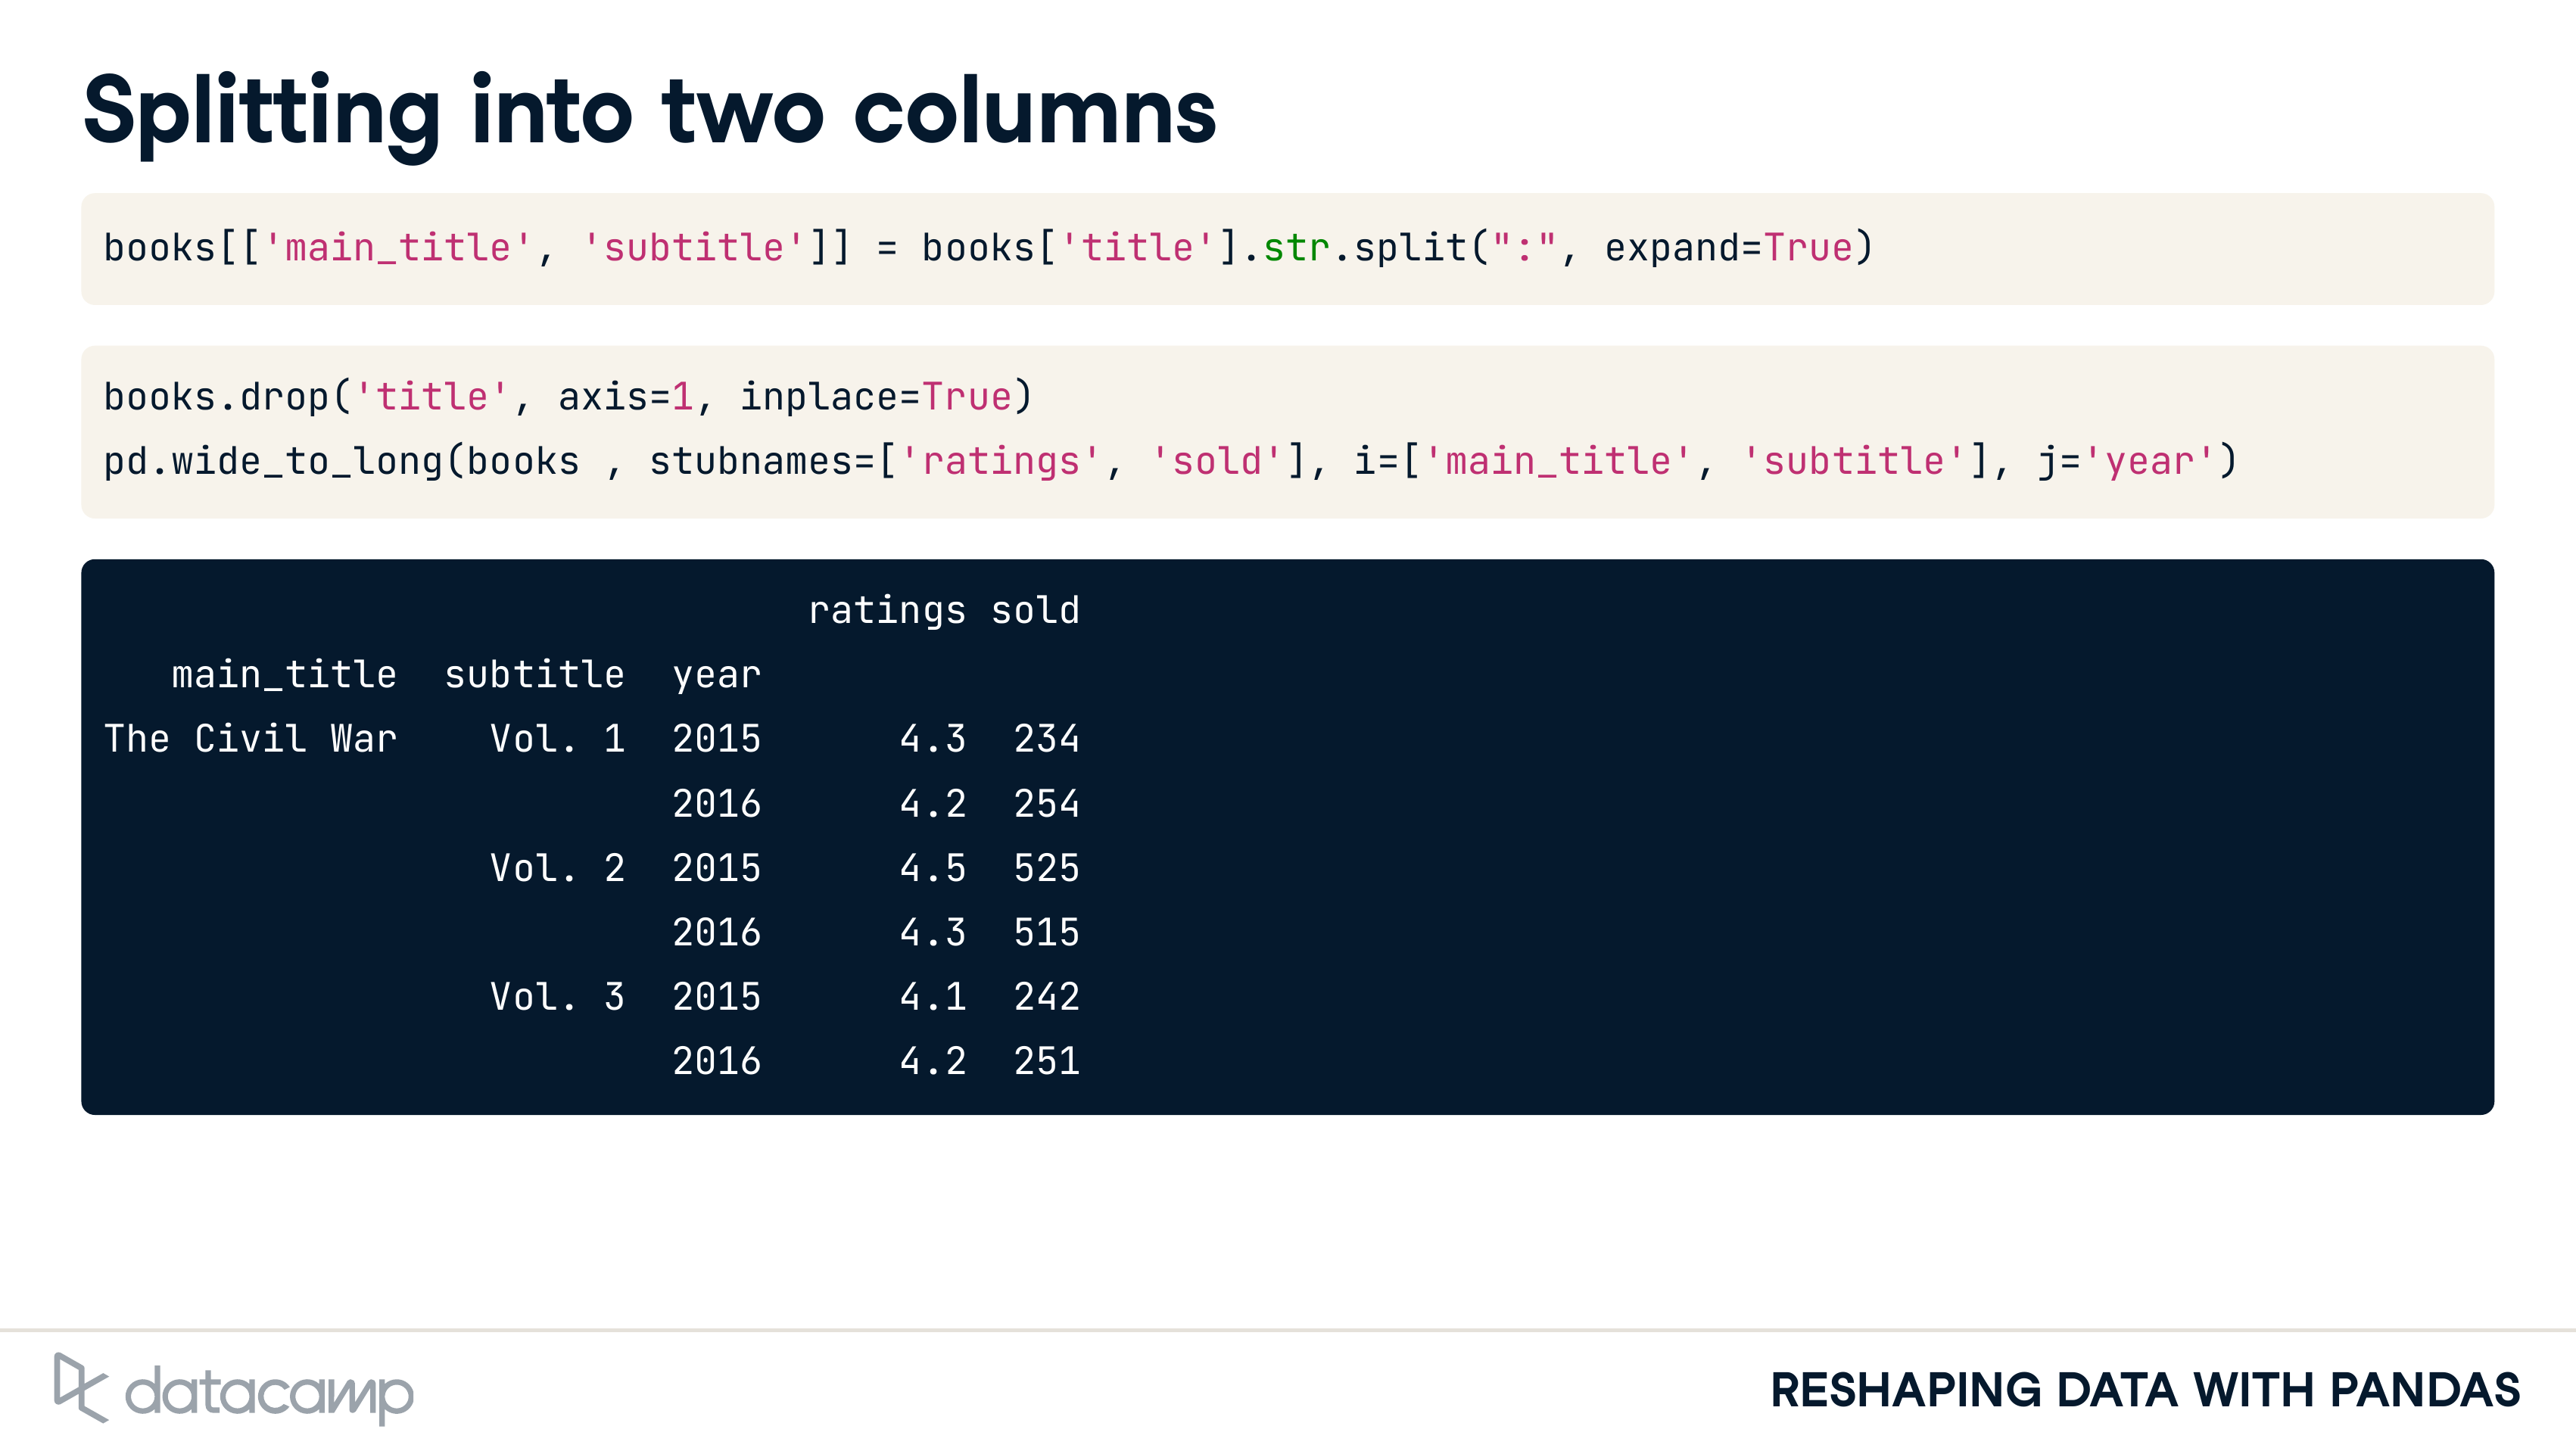 Splitting into two columns
books[['main_title', 'subtitle']] = books['title'].str.split(":", expand=True)
books.drop('title', axis=1, inplace=True)
pd.wide_to_long(books , stubnames=['ratings', 'sold'], i=['main_title', 'subtitle'], j='year')
ratings sold
main_title subtitle year
The Civil War Vol. 1 2015 4.3 234
2016 4.2 254
Vol. 2 2015 4.5 525
2016 4.3 515
Vol. 3 2015 4.1 242
2016 4.2 251
datacamp
RESHAPING DATA WITH PANDAS